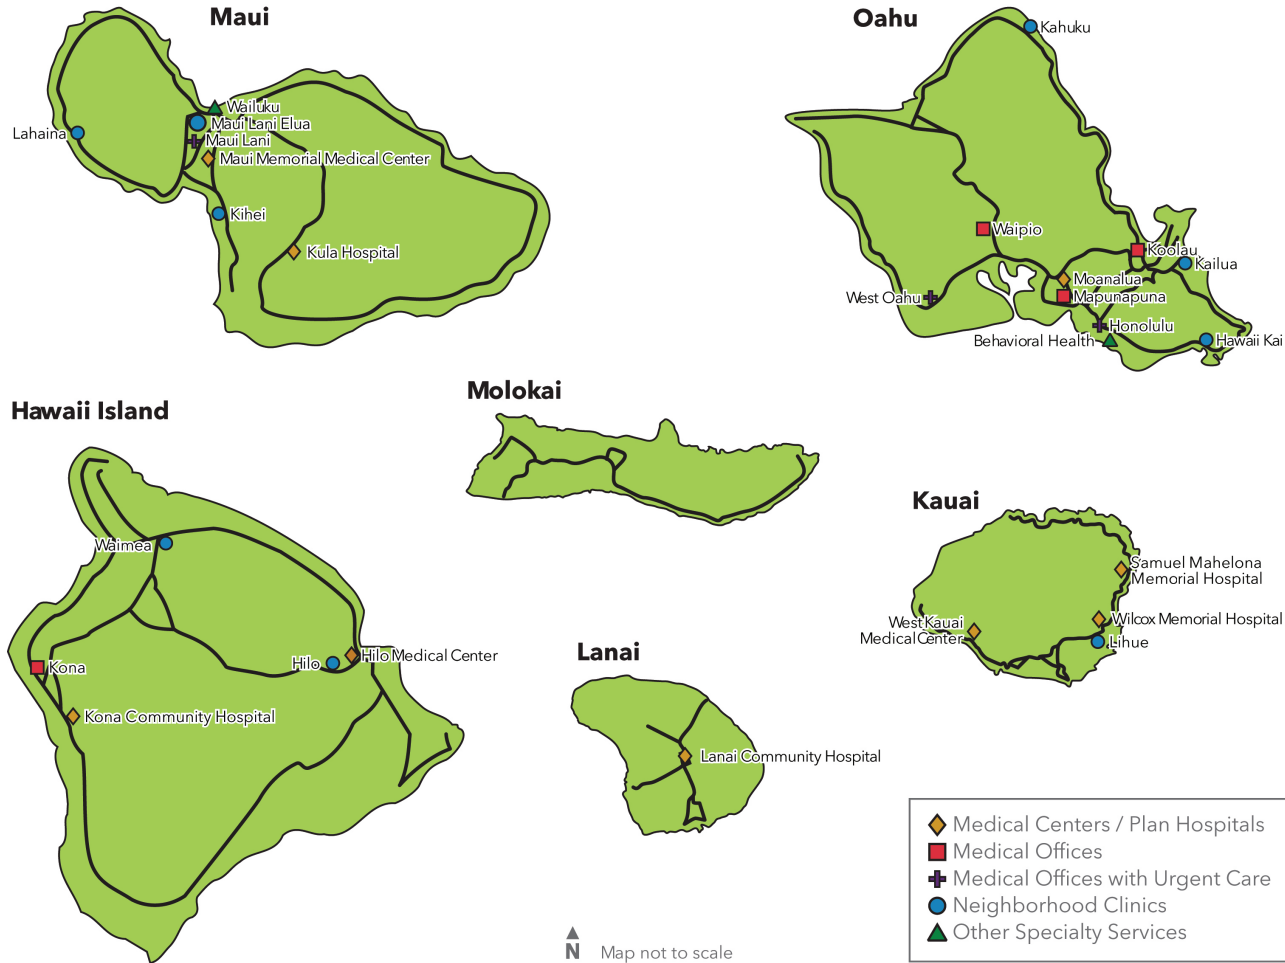 Maui
Wailuku
Maui Lani Elua
Lahaina
Maui Lani
Maui Memorial Medical Center
Kihei
Kula Hospital
Oahu
Kahuku
Waipio
Koolau
Kailua
Moanalua
West Oahu
Mapunapuna
Honolulu
Behavioral Health
Hawaii Kai
Hawaii Island
Waimea
Hilo Medical Center
Hilo
Kona
Kona Community Hospital
Molokai
Lanai
Lanai Community Hospital
Kauai
Samuel Mahelona
Memorial Hospital
West Kauai
Medical Center
Wilcox Memorial Hospital
Lihue
Medical Centers / Plan Hospitals
Medical Offices
Medical Offices with Urgent Care
Neighborhood Clinics
Other Specialty Services
N
Map not to scale